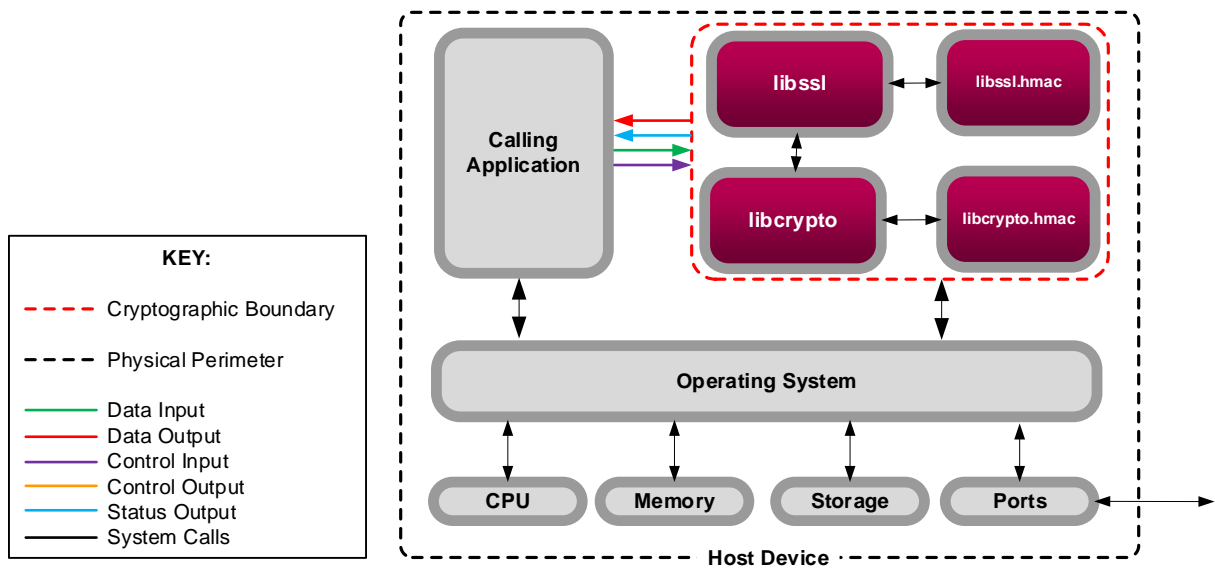 Calling
Application
libssl
libssl.hmac
libcrypto
libcrypto.hmac
KEY:
Cryptographic Boundary
Physical Perimeter
Data Input
Data Output
Control Input
Control Output
Status Output
System Calls
Operating System
CPU
Memory
Storage
Ports
Host Device